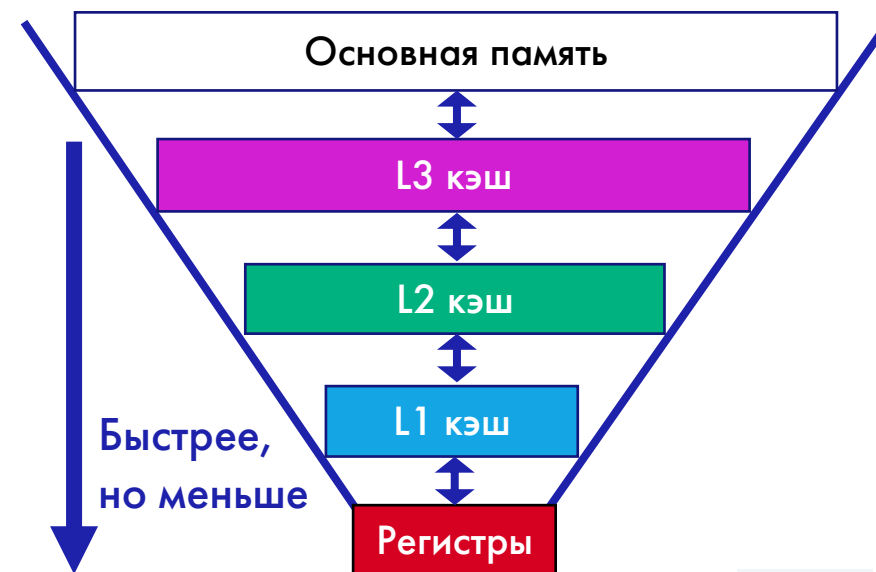 Основная память
L3 кэш
L2 кэш
L1 кэш
Быстрее,
но меньше
Регистры